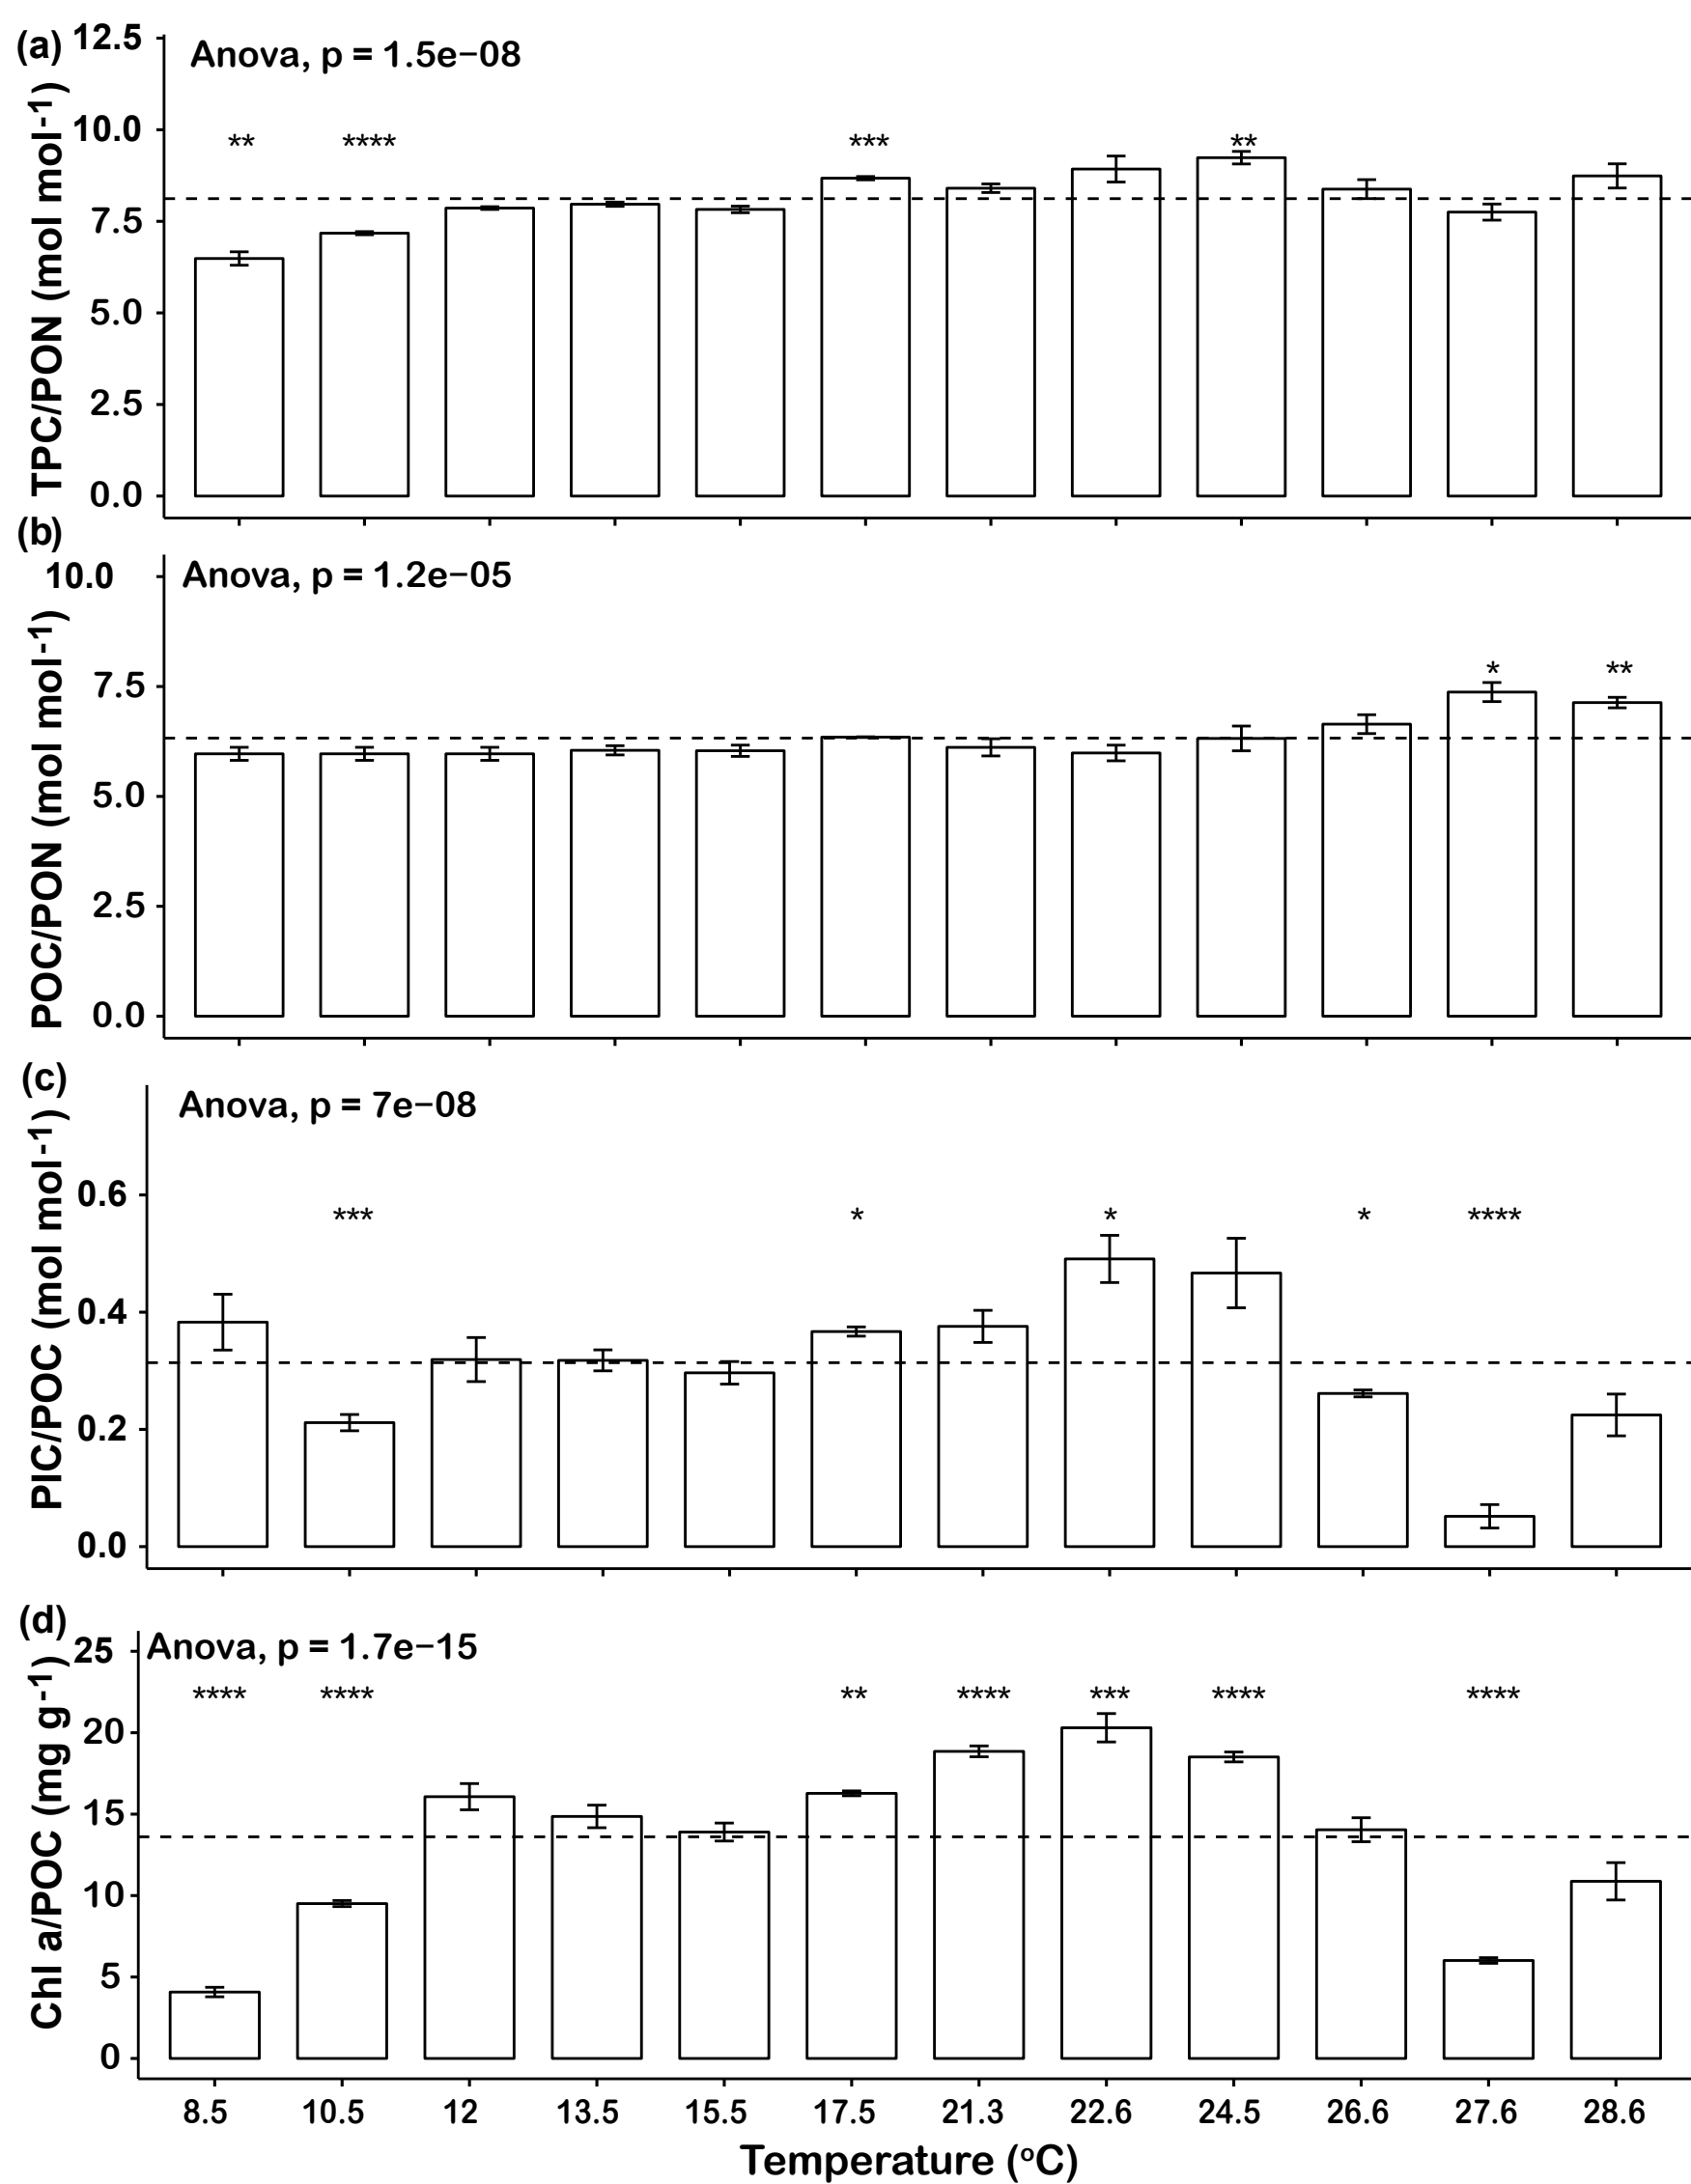 (a)
Anova, p = 1.5e−08
TPC/PON (mol mol-1)
12.5
10.0
7.5
5.0
2.5
0.0
** **** *** **
(b)
Anova, p = 1.2e−05
POC/PON (mol mol-1)
10.0
7.5
5.0
2.5
0.0
* **
(c)
Anova, p = 7e−08
PIC/POC (mol mol-1)
0.6
0.4
0.2
0.0
*** * * * ****
(d)
Anova, p = 1.7e−15
Chl a/POC (mg g-1)
25
20
15
10
5
0
**** **** ** **** *** **** ****
8.5 10.5 12 13.5 15.5 17.5 21.3 22.6 24.5 26.6 27.6 28.6
Temperature (oC)